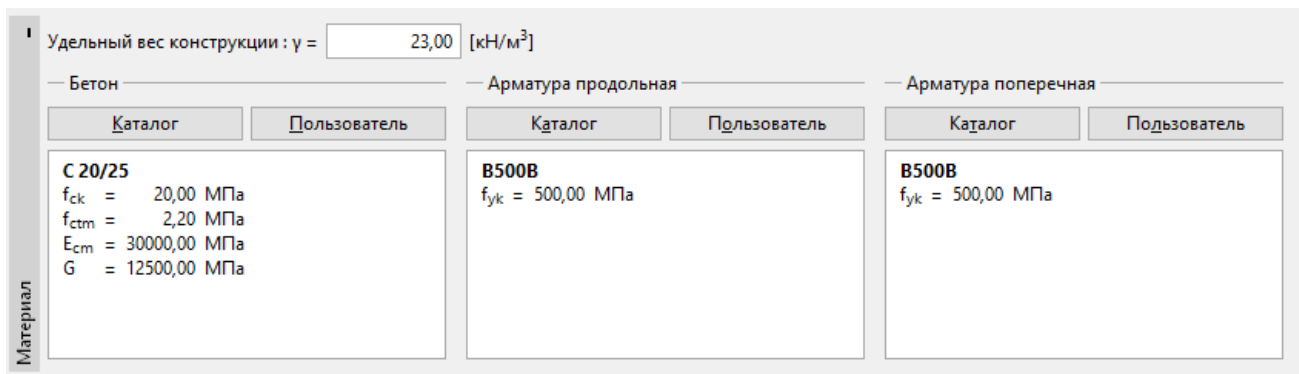 Удельный вес конструкции : γ = 23,00 [кН/м³]
Бетон
Каталог Пользователь
C 20/25
fck = 20,00 МПа
fctm = 2,20 МПа
Ecm = 30000,00 МПа
G = 12500,00 МПа
Арматура продольная
Каталог Пользователь
B500B
fyk = 500,00 МПа
Арматура поперечная
Каталог Пользователь
B500B
fyk = 500,00 МПа
Материал